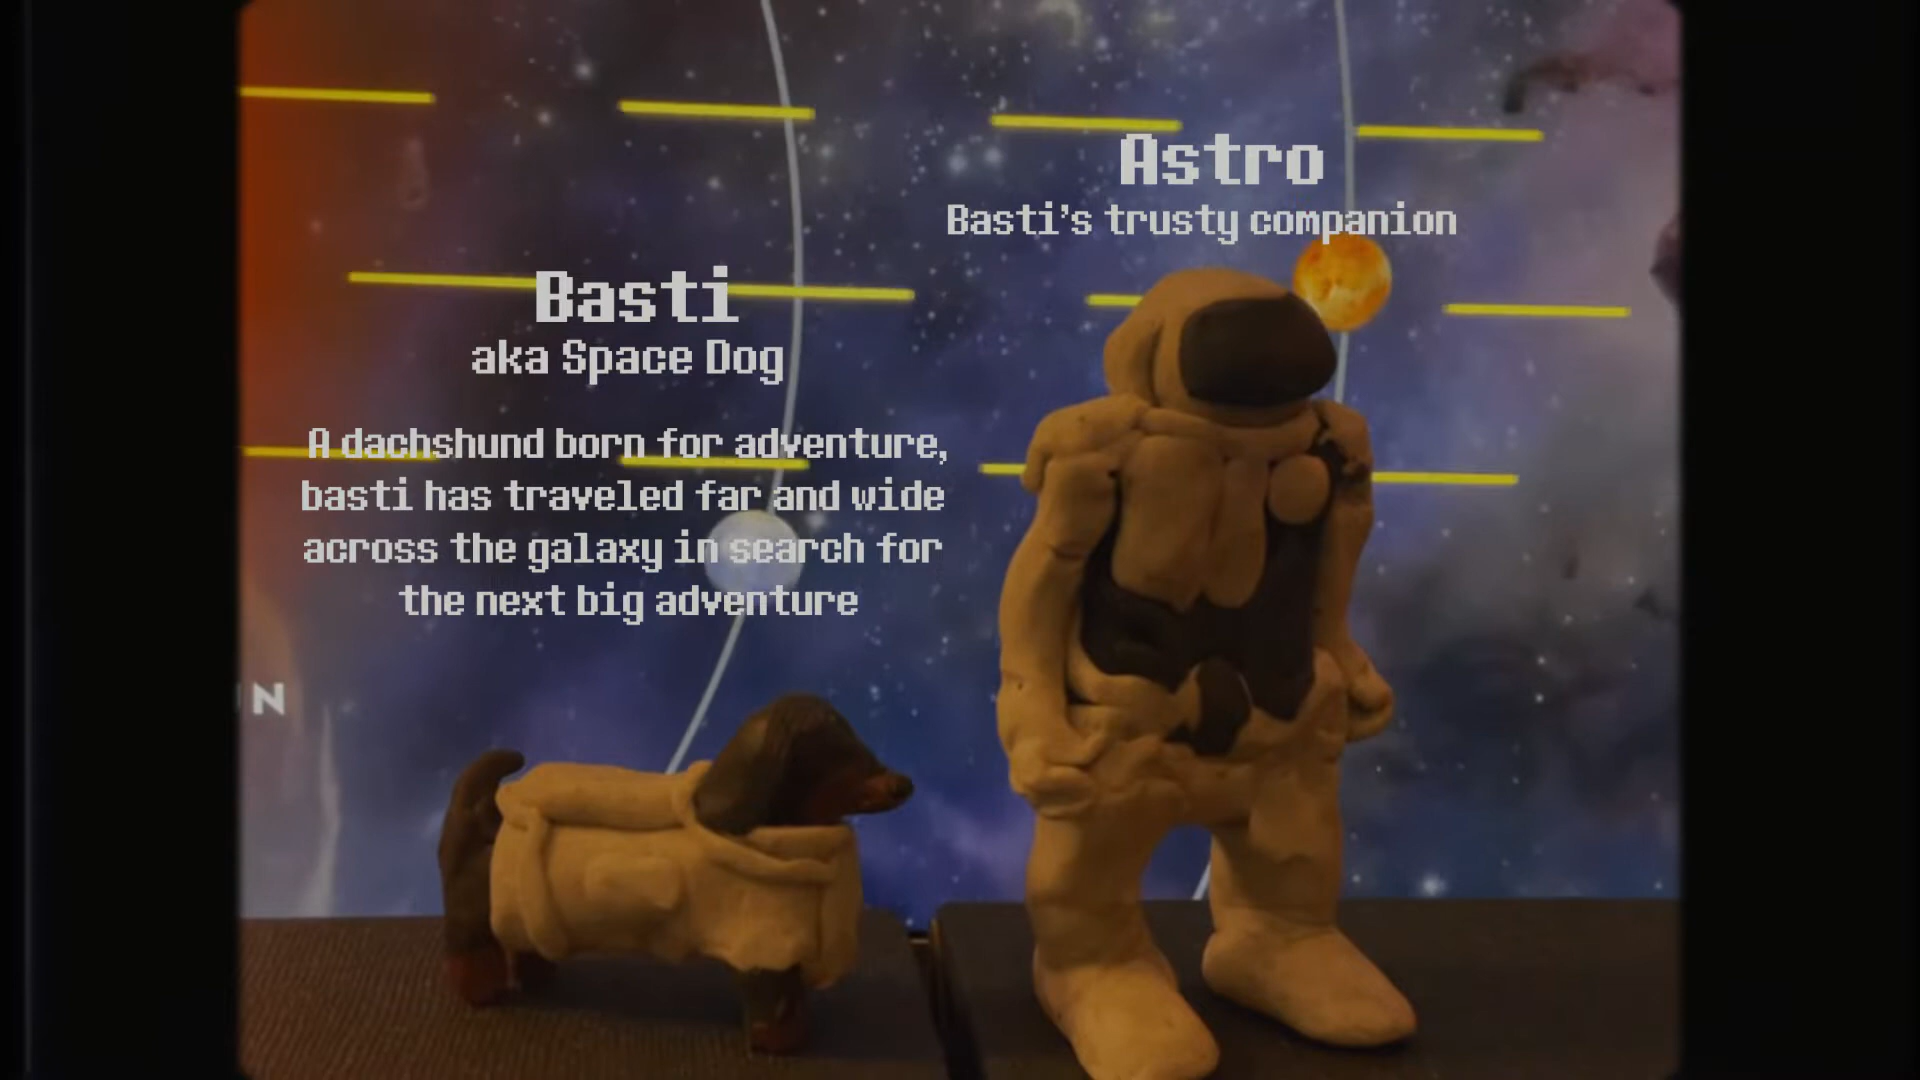 Astro
Basti's trusty companion
Basti
aka Space Dog
A dachshund born for adventure,
basti has traveled far and wide
across the galaxy in search for
the next big adventure
N